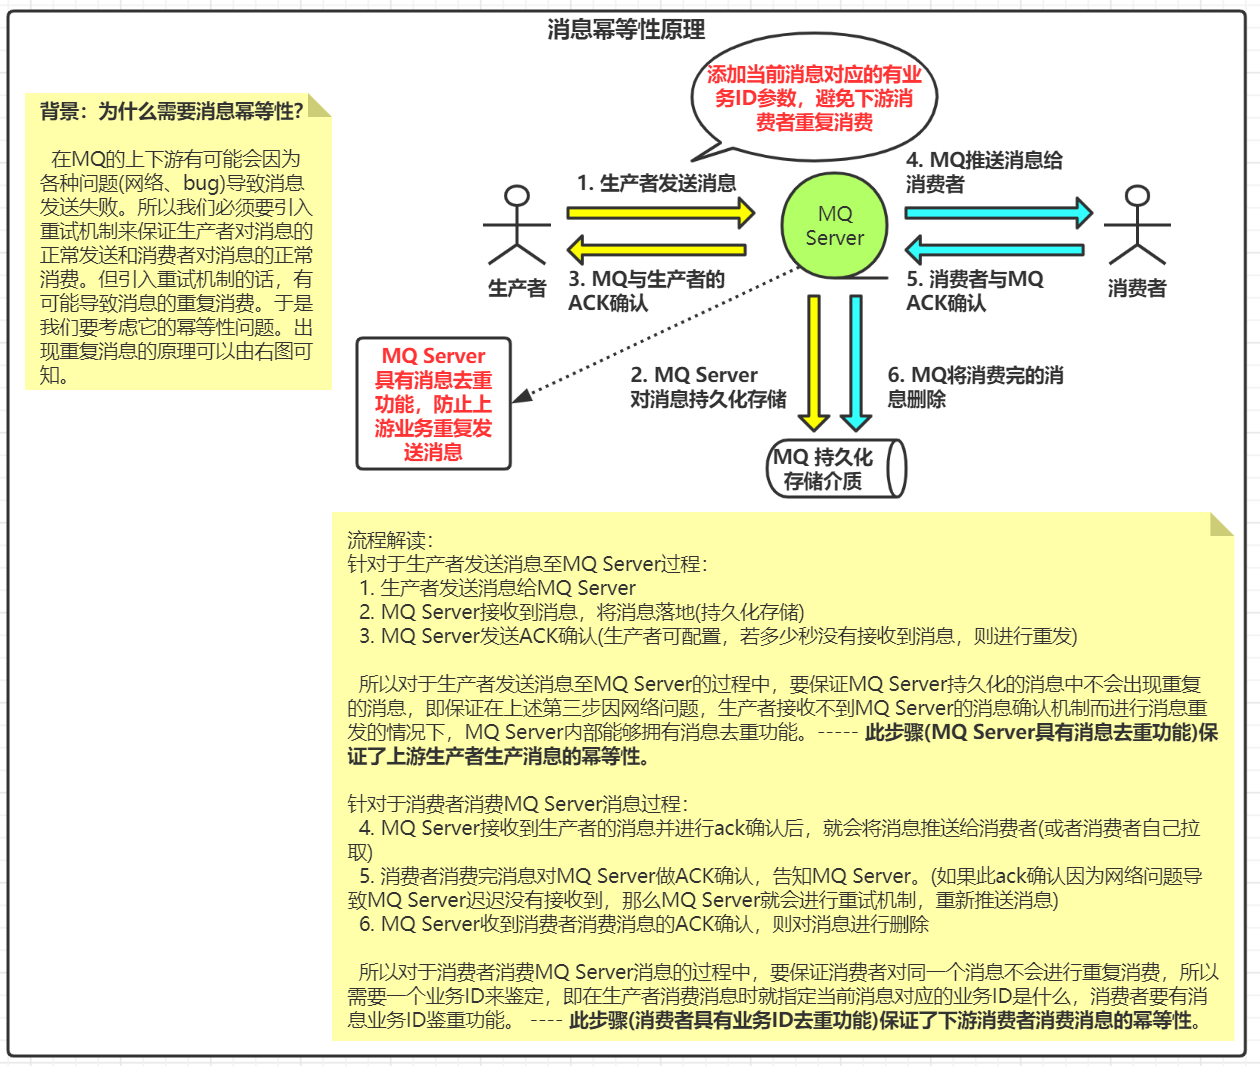 消息幂等性原理
背景：为什么需要消息幂等性?
在MQ的上下游有可能会因为
各种问题(网络、bug)导致消息
发送失败。所以我们必须要引入
重试机制来保证生产者对消息的
正常发送和消费者对消息的正常
消费。但引入重试机制的话，有
可能导致消息的重复消费。于是
我们要考虑它的幂等性问题。出
现重复消息的原理可以由右图可
知。
添加当前消息对应的有业
务ID参数，避免下游消
费者重复消费
1. 生产者发送消息
4. MQ推送消息给
消费者
MQ
Server
生产者
3. MQ与生产者的
ACK确认
5. 消费者与MQ
ACK确认
消费者
MQ Server
具有消息去重
功能，防止上
游业务重复发
送消息
2. MQ Server
对消息持久化存储
6. MQ将消费完的消
息删除
MQ 持久化
存储介质
流程解读：
针对于生产者发送消息至MQ Server过程：
1. 生产者发送消息给MQ Server
2. MQ Server接收到消息，将消息落地(持久化存储)
3. MQ Server发送ACK确认(生产者可配置，若多少秒没有接收到消息，则进行重发)
所以对于生产者发送消息至MQ Server的过程中，要保证MQ Server持久化的消息中不会出现重复
的消息，即保证在上述第三步因网络问题，生产者接收不到MQ Server的消息确认机制而进行消息重
发的情况下，MQ Server内部能够拥有消息去重功能。----- 此步骤(MQ Server具有消息去重功能)保
证了上游生产者生产消息的幂等性。
针对于消费者消费MQ Server消息过程：
4. MQ Server接收到生产者的消息并进行ack确认后，就会将消息推送给消费者(或者消费者自己拉
取)
5. 消费者消费完消息对MQ Server做ACK确认，告知MQ Server。(如果此ack确认因为网络问题导
致MQ Server迟迟没有接收到，那么MQ Server就会进行重试机制，重新推送消息)
6. MQ Server收到消费者消费消息的ACK确认，则对消息进行删除
所以对于消费者消费MQ Server消息的过程中，要保证消费者对同一个消息不会进行重复消费，所以
需要一个业务ID来鉴定，即在生产者消费消息时就指定当前消息对应的业务ID是什么，消费者要有消
息业务ID鉴重功能。 ---- 此步骤(消费者具有业务ID去重功能)保证了下游消费者消费消息的幂等性。